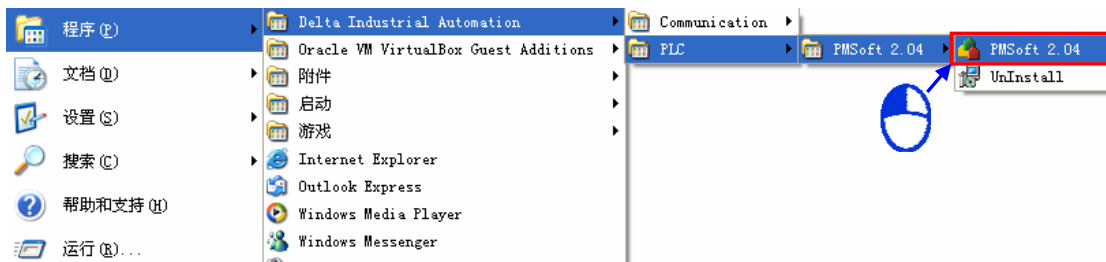 程序(P)
文档(D)
设置(S)
搜索(C)
帮助和支持(H)
运行(R)...
Delta Industrial Automation
Oracle VM VirtualBox Guest Additions
附件
启动
游戏
Internet Explorer
Outlook Express
Windows Media Player
Windows Messenger
Communication
PLC
PMSoft 2.04
PMSoft 2.04
UnInstall